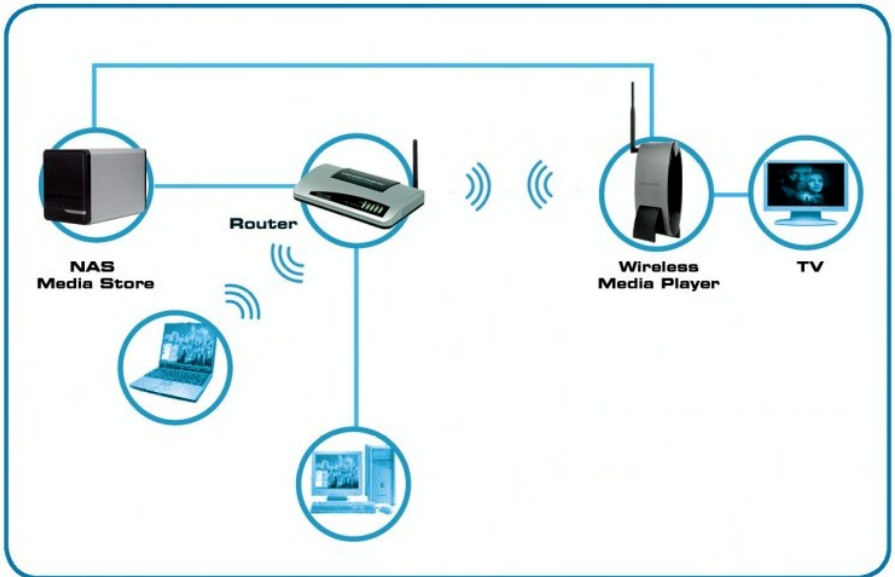 Router
NAS
Media Store
Wireless
Media Player
TV